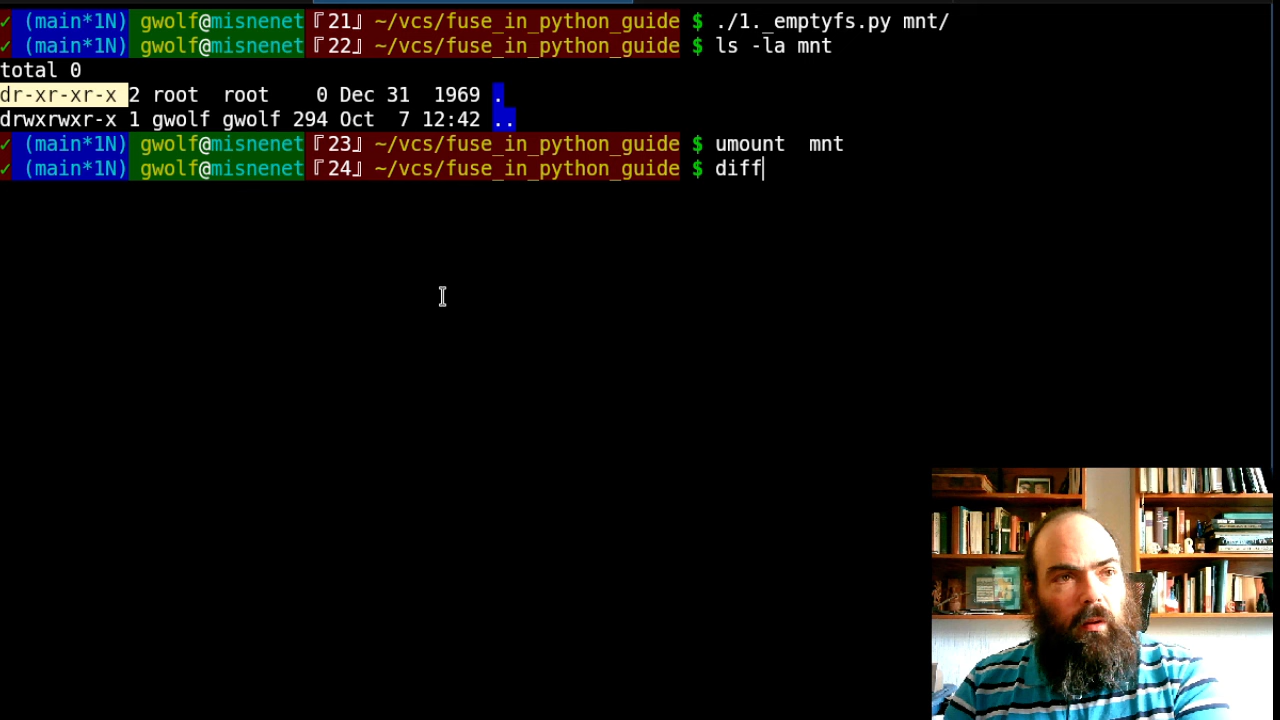 ✓ (main*1N) gwolf@misnenet『21』~/vcs/fuse_in_python_guide $ ./1._emptyfs.py mnt/
✓ (main*1N) gwolf@misnenet『22』~/vcs/fuse_in_python_guide $ ls -la mnt
total 0
dr-xr-xr-x 2 root  root    0 Dec 31  1969 .
drwxrwxr-x 1 gwolf gwolf 294 Oct  7 12:42 ..
✓ (main*1N) gwolf@misnenet『23』~/vcs/fuse_in_python_guide $ umount  mnt
✓ (main*1N) gwolf@misnenet『24』~/vcs/fuse_in_python_guide $ diff